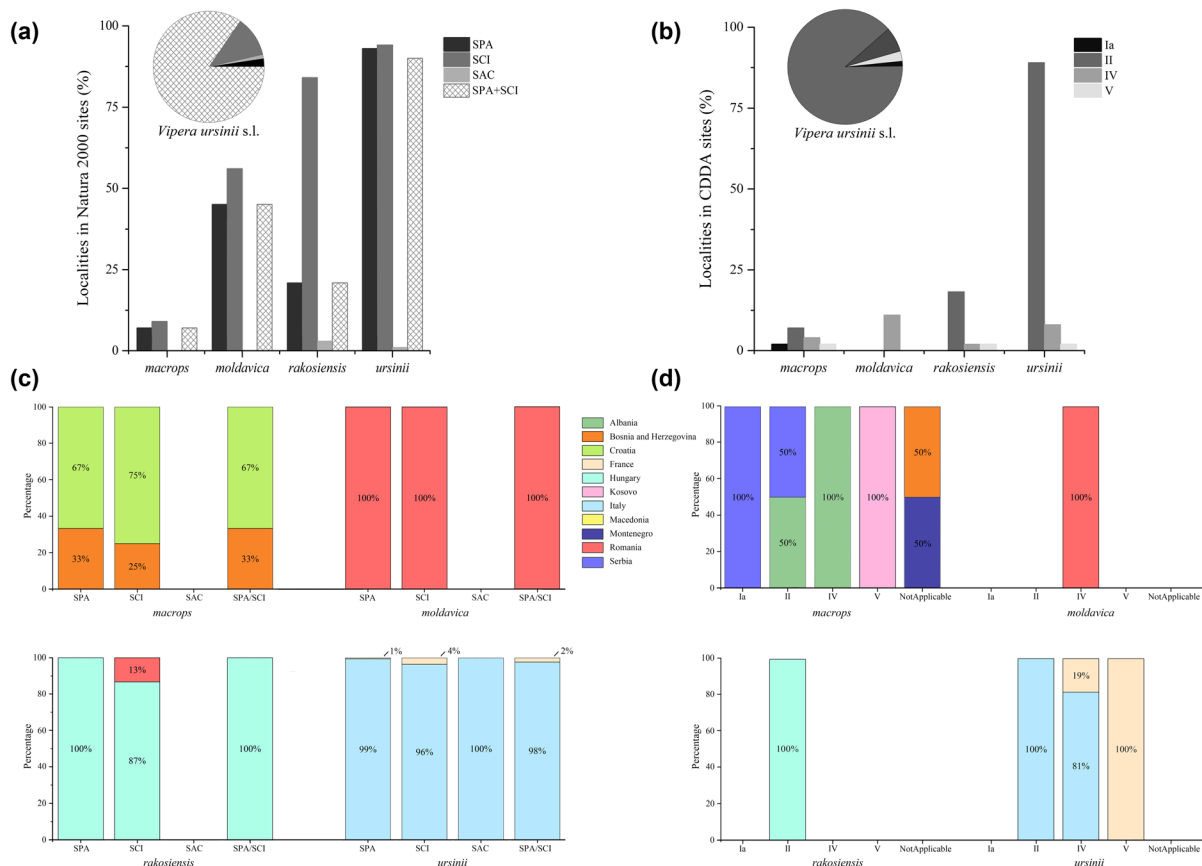 (a)
Localities in Natura 2000 sites (%)
100
75
50
25
0
Vipera ursinii s.l.
SPA
SCI
SAC
SPA+SCI
macrops
moldavica
rakosiensis
ursinii
(b)
Localities in CDDA sites (%)
100
75
50
25
0
Vipera ursinii s.l.
Ia
II
IV
V
macrops
moldavica
rakosiensis
ursinii
(c)
Percentage
100
80
60
40
20
0
67%
75%
67%
33%
25%
33%
100%
100%
100%
SPA
SCI
SAC
SPA/SCI
SPA
SCI
SAC
SPA/SCI
macrops
moldavica
Albania
Bosnia and Herzegovina
Croatia
France
Hungary
Kosovo
Italy
Macedonia
Montenegro
Romania
Serbia
Percentage
100
80
60
40
20
0
100%
13%
87%
100%
1%
4%
2%
99%
96%
100%
98%
SPA
SCI
SAC
SPA/SCI
SPA
SCI
SAC
SPA/SCI
rakosiensis
ursinii
(d)
Percentage
100
80
60
40
20
0
100%
50%
50%
100%
100%
50%
50%
100%
Ia
II
IV
V
NotApplicable
Ia
II
IV
V
NotApplicable
macrops
moldavica
Percentage
100
80
60
40
20
0
100%
100%
19%
81%
100%
Ia
II
IV
V
NotApplicable
Ia
II
IV
V
NotApplicable
rakosiensis
ursinii